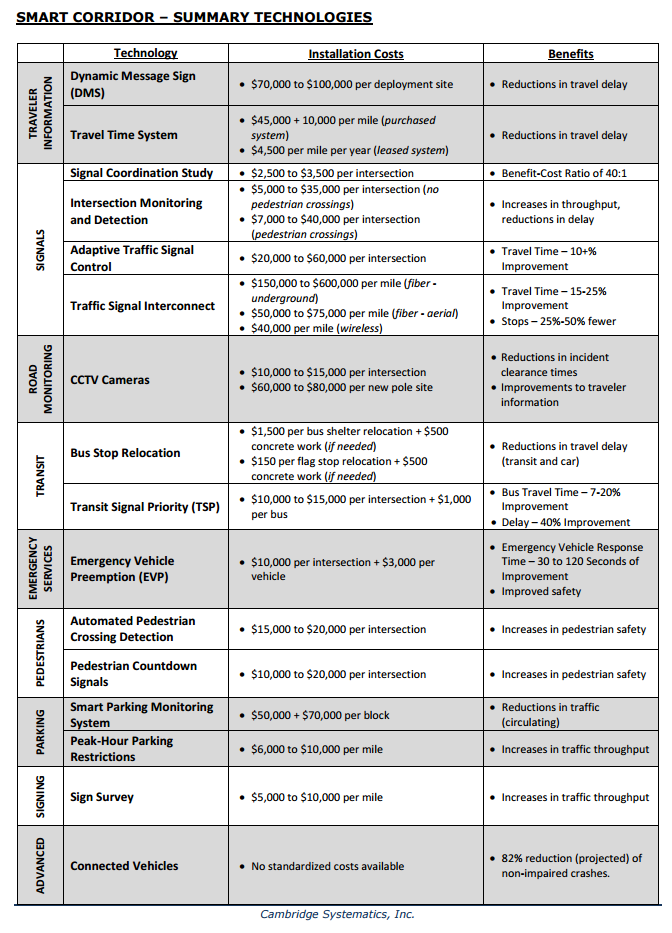 SMART CORRIDOR – SUMMARY TECHNOLOGIES
Technology
Installation Costs
Benefits
TRAVELER
INFORMATION
Dynamic Message Sign
(DMS)
• $70,000 to $100,000 per deployment site
• Reductions in travel delay
Travel Time System
• $45,000 + 10,000 per mile (purchased
system)
• $4,500 per mile per year (leased system)
• Reductions in travel delay
SIGNALS
Signal Coordination Study
• $2,500 to $3,500 per intersection
• Benefit-Cost Ratio of 40:1
Intersection Monitoring
and Detection
• $5,000 to $35,000 per intersection (no
pedestrian crossings)
• $7,000 to $40,000 per intersection
(pedestrian crossings)
• Increases in throughput,
reductions in delay
Adaptive Traffic Signal
Control
• $20,000 to $60,000 per intersection
• Travel Time – 10+%
Improvement
Traffic Signal Interconnect
• $150,000 to $600,000 per mile (fiber -
underground)
• $50,000 to $75,000 per mile (fiber - aerial)
• $40,000 per mile (wireless)
• Travel Time – 15-25%
Improvement
• Stops – 25%-50% fewer
ROAD
MONITORING
CCTV Cameras
• $10,000 to $15,000 per intersection
• $60,000 to $80,000 per new pole site
• Reductions in incident
clearance times
• Improvements to traveler
information
TRANSIT
Bus Stop Relocation
• $1,500 per bus shelter relocation + $500
concrete work (if needed)
• $150 per flag stop relocation + $500
concrete work (if needed)
• Reductions in travel delay
(transit and car)
Transit Signal Priority (TSP)
• $10,000 to $15,000 per intersection + $1,000
per bus
• Bus Travel Time – 7-20%
Improvement
• Delay – 40% Improvement
EMERGENCY
SERVICES
Emergency Vehicle
Preemption (EVP)
• $10,000 per intersection + $3,000 per
vehicle
• Emergency Vehicle Response
Time – 30 to 120 Seconds of
Improvement
• Improved safety
PEDESTRIANS
Automated Pedestrian
Crossing Detection
• $15,000 to $20,000 per intersection
• Increases in pedestrian safety
Pedestrian Countdown
Signals
• $10,000 to $20,000 per intersection
• Increases in pedestrian safety
PARKING
Smart Parking Monitoring
System
• $50,000 + $70,000 per block
• Reductions in traffic
(circulating)
Peak-Hour Parking
Restrictions
• $6,000 to $10,000 per mile
• Increases in traffic throughput
SIGNING
Sign Survey
• $5,000 to $10,000 per mile
• Increases in traffic throughput
ADVANCED
Connected Vehicles
• No standardized costs available
• 82% reduction (projected) of
non-impaired crashes.
Cambridge Systematics, Inc.